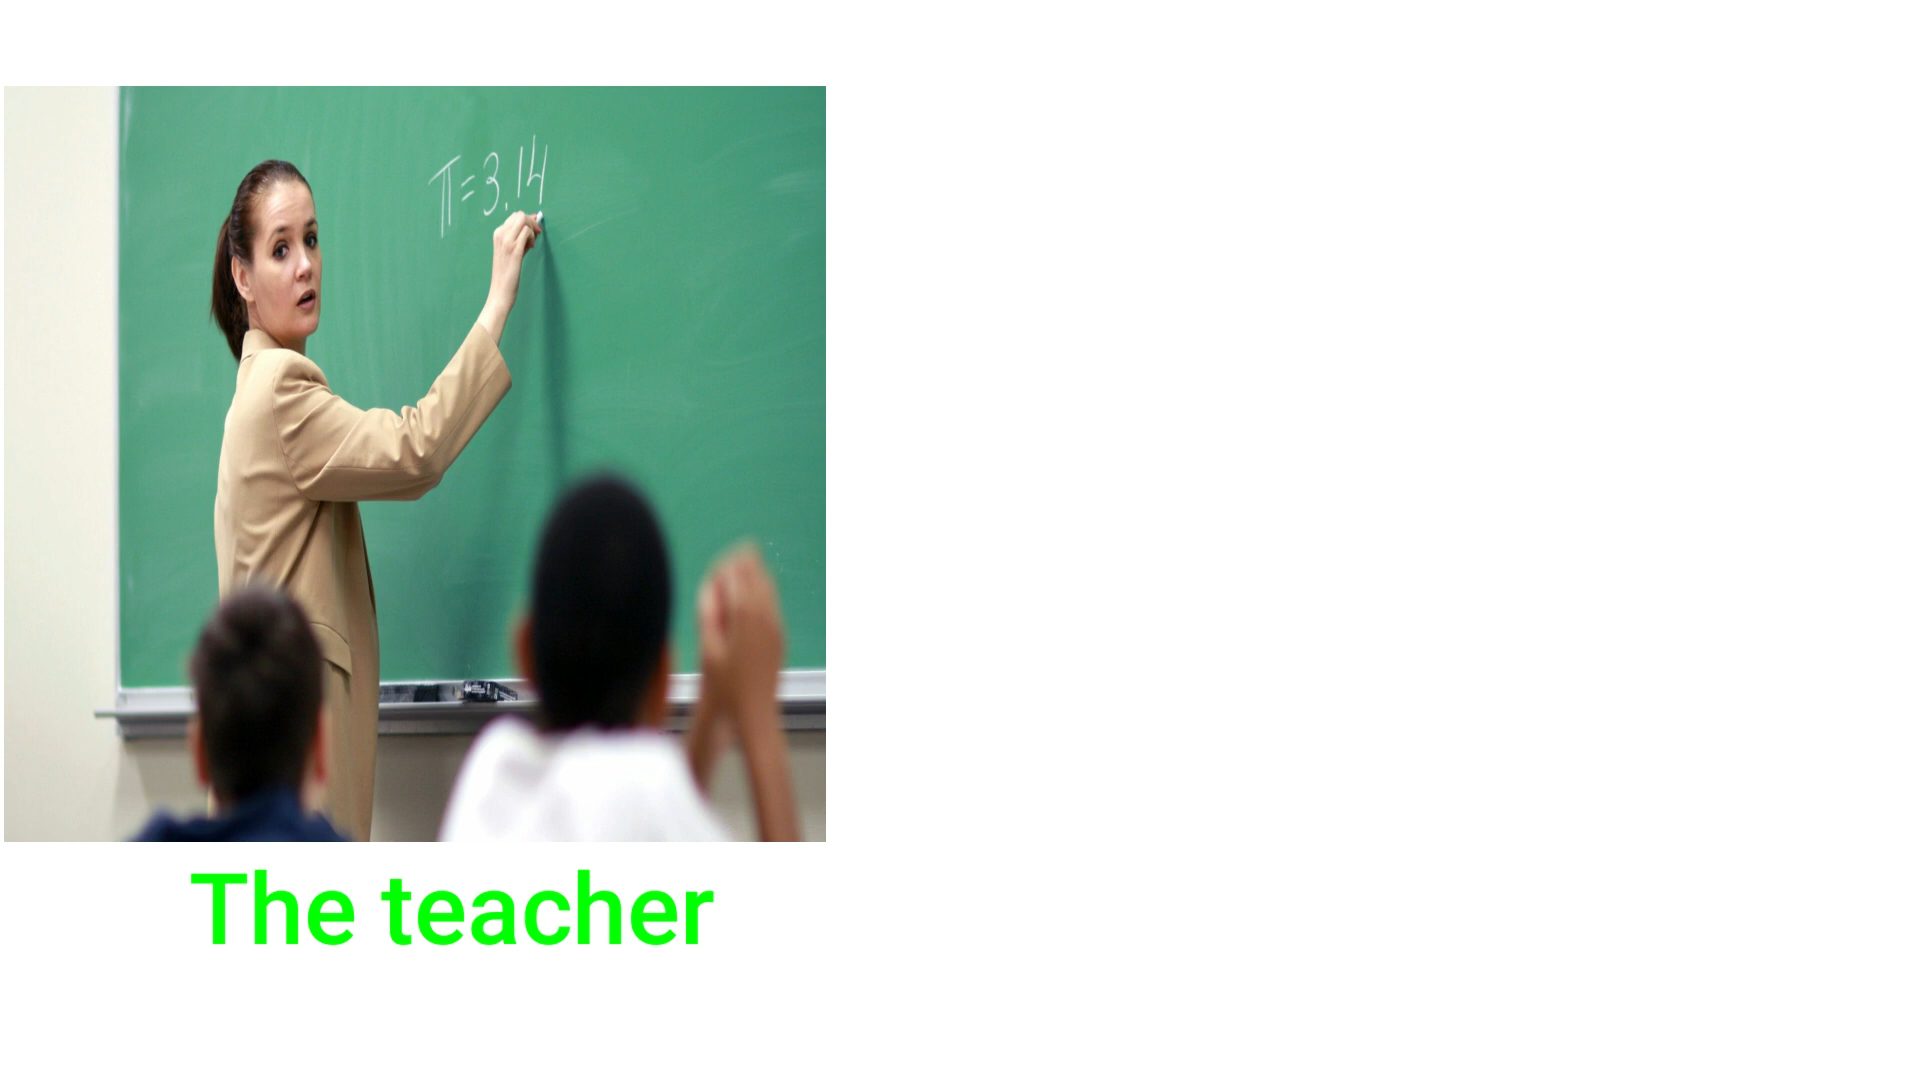 π=3.14
The teacher